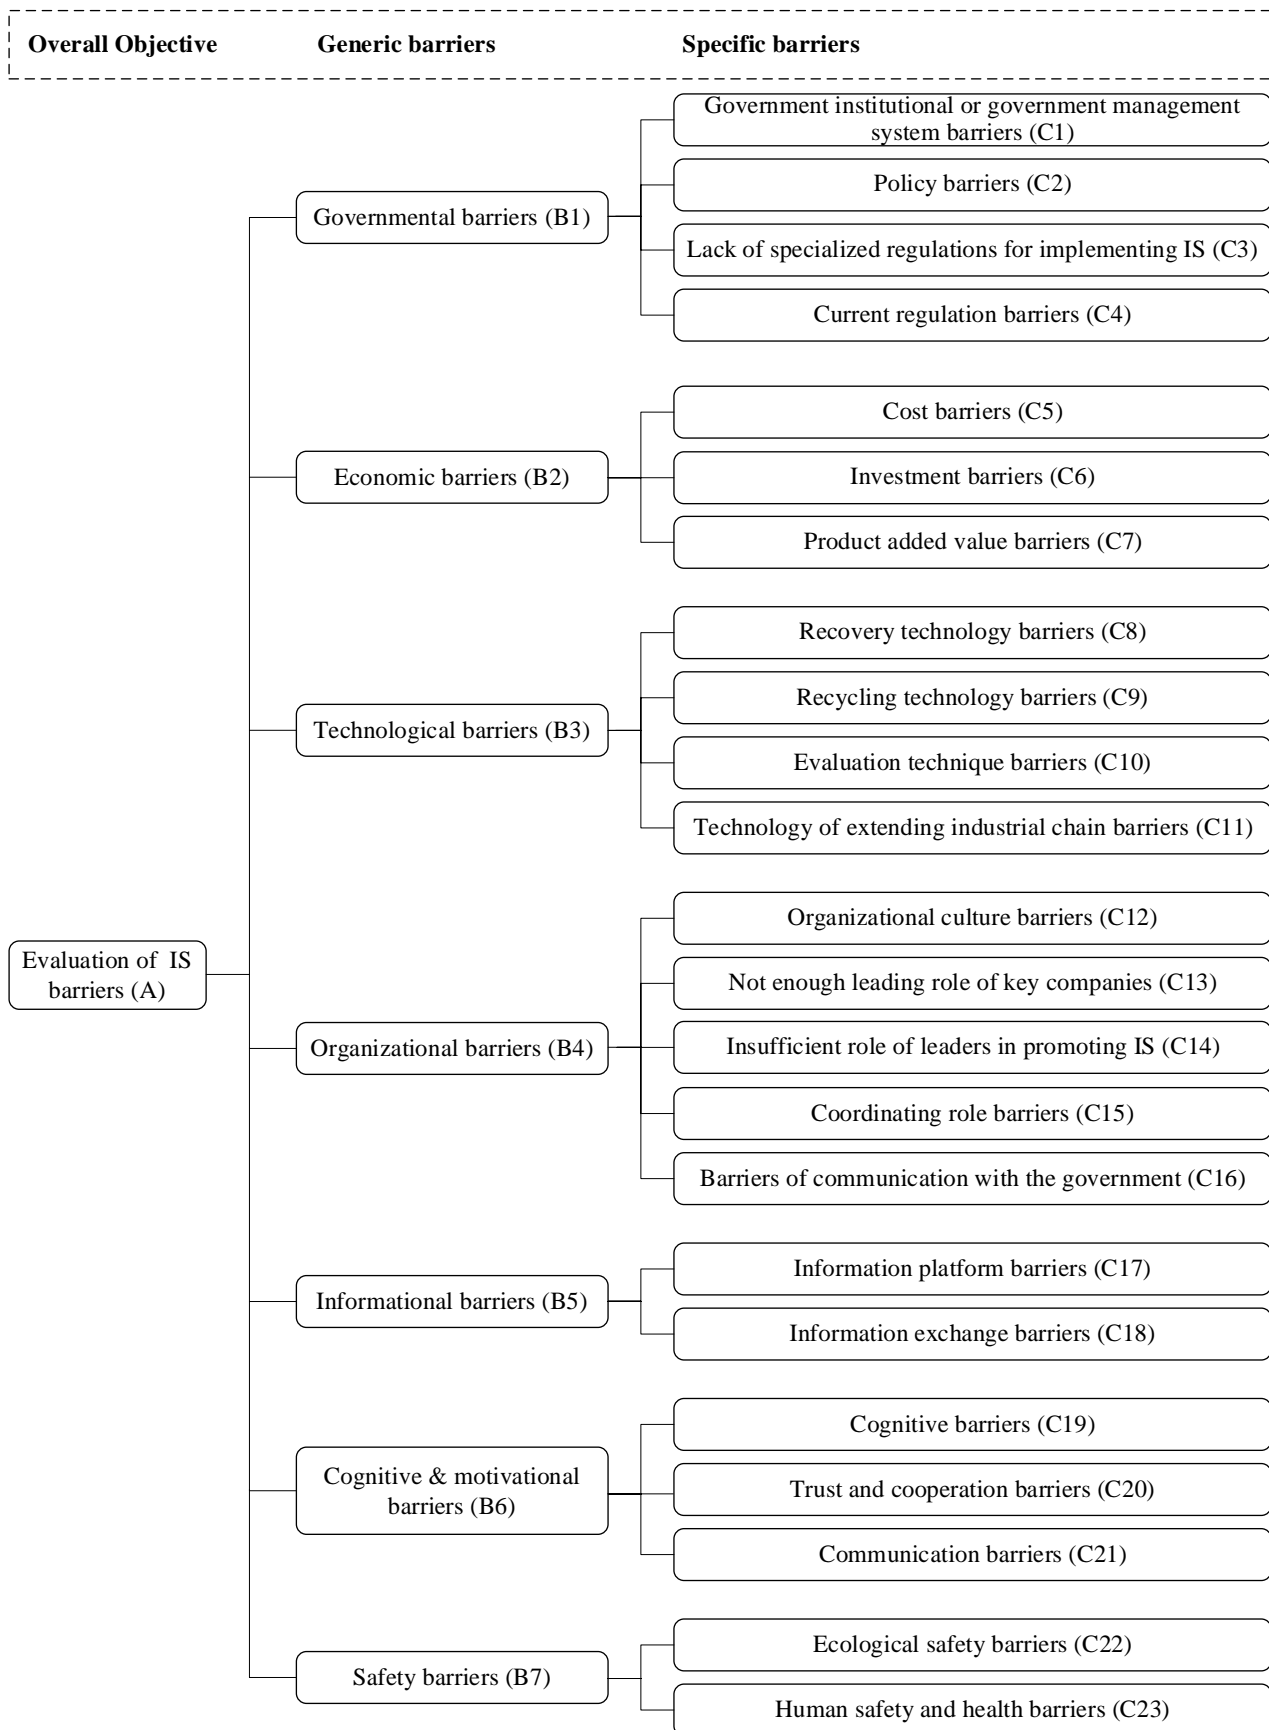 Overall Objective
Generic barriers
Specific barriers
Government institutional or government management
system barriers (C1)
Policy barriers (C2)
Governmental barriers (B1)
Lack of specialized regulations for implementing IS (C3)
Current regulation barriers (C4)
Cost barriers (C5)
Economic barriers (B2)
Investment barriers (C6)
Product added value barriers (C7)
Recovery technology barriers (C8)
Recycling technology barriers (C9)
Technological barriers (B3)
Evaluation technique barriers (C10)
Technology of extending industrial chain barriers (C11)
Organizational culture barriers (C12)
Evaluation of IS
barriers (A)
Not enough leading role of key companies (C13)
Organizational barriers (B4)
Insufficient role of leaders in promoting IS (C14)
Coordinating role barriers (C15)
Barriers of communication with the government (C16)
Information platform barriers (C17)
Informational barriers (B5)
Information exchange barriers (C18)
Cognitive barriers (C19)
Cognitive & motivational
barriers (B6)
Trust and cooperation barriers (C20)
Communication barriers (C21)
Ecological safety barriers (C22)
Safety barriers (B7)
Human safety and health barriers (C23)